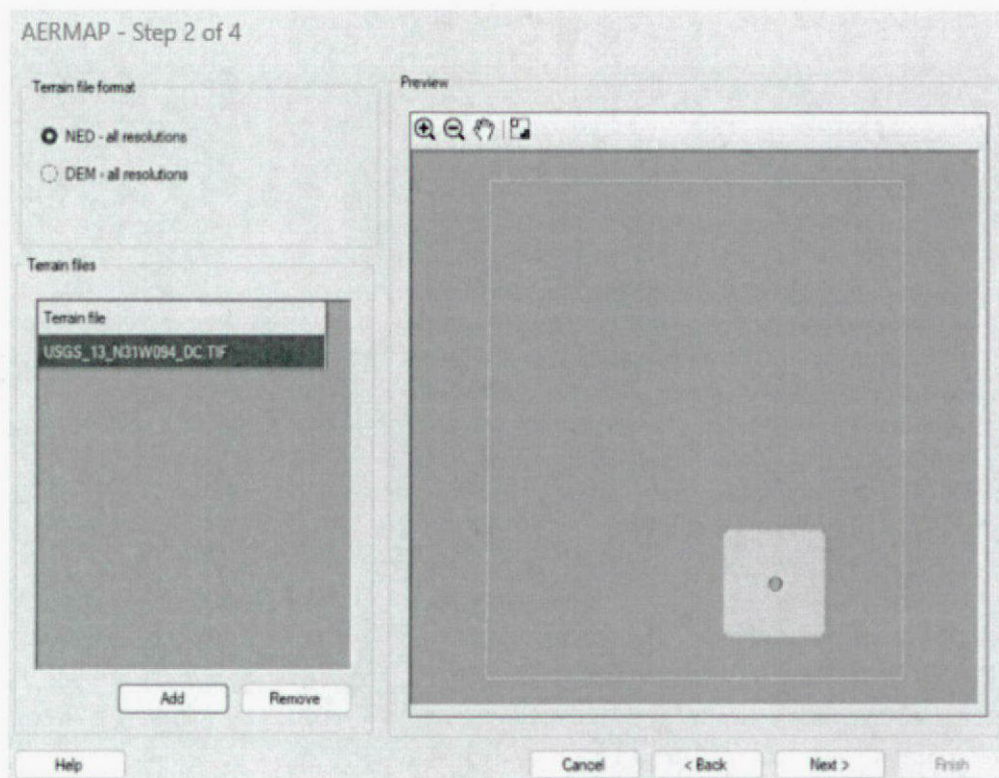 AERMAP - Step 2 of 4
Terrain file format
NED - all resolutions
DEM - all resolutions
Terrain files
Terrain file
USGS_13_N31W094_DC.TIF
Add
Remove
Preview
Help
Cancel
< Back
Next >
Finish